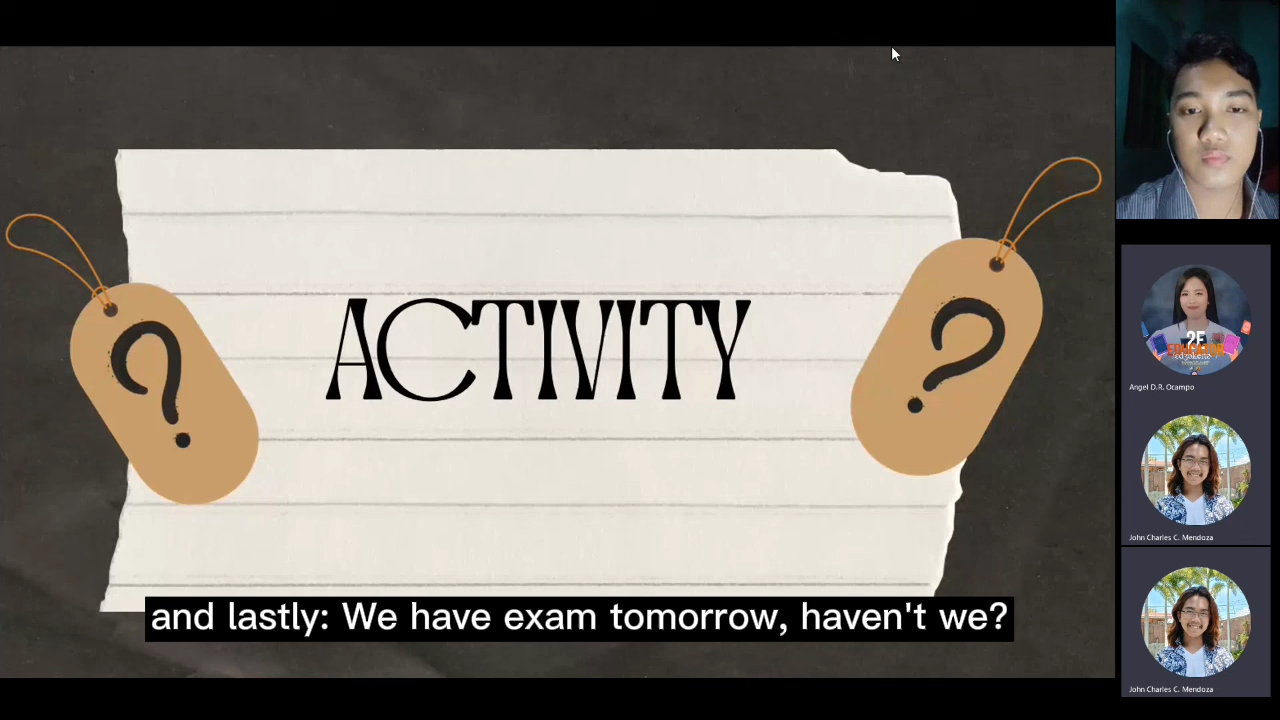 ?
ACTIVITY
?
and lastly: We have exam tomorrow, haven't we?
Angel D.R. Ocampo
John Charles C. Mendoza
John Charles C. Mendoza